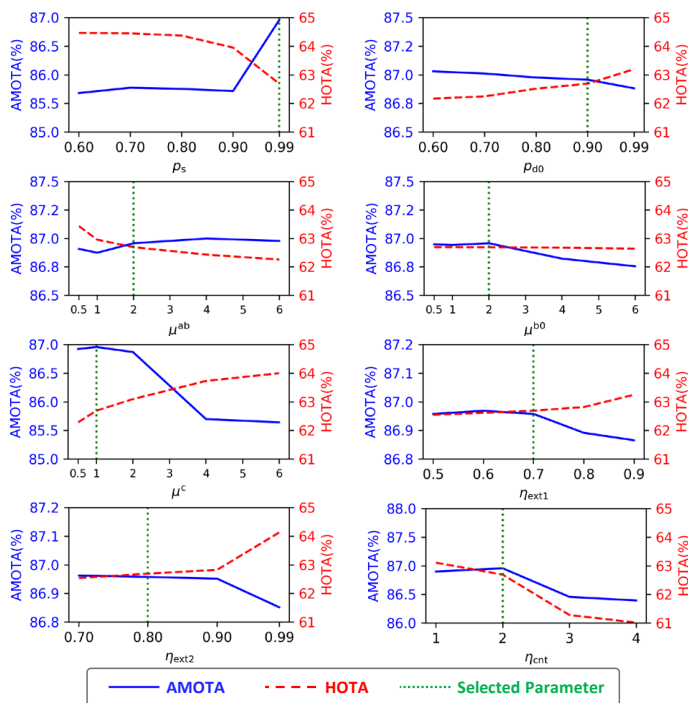 87.0 86.5 86.0 85.5 85.0
AMOTA(%)
65 64 63 62 61
HOTA(%)
0.60 0.70 0.80 0.90 0.99
pₛ
87.5 87.2 87.0 86.8 86.5
AMOTA(%)
65 64 63 62 61
HOTA(%)
0.60 0.70 0.80 0.90 0.99
p_d0
87.5 87.2 87.0 86.8 86.5
AMOTA(%)
65 64 63 62 61
HOTA(%)
0.5 1 2 3 4 5 6
μ^ab
87.5 87.2 87.0 86.8 86.5
AMOTA(%)
65 64 63 62 61
HOTA(%)
0.5 1 2 3 4 5 6
μ^b0
87.0 86.5 86.0 85.5 85.0
AMOTA(%)
65 64 63 62 61
HOTA(%)
0.5 1 2 3 4 5 6
μ^c
87.2 87.1 87.0 86.9 86.8
AMOTA(%)
65 64 63 62 61
HOTA(%)
0.5 0.6 0.7 0.8 0.9
η_ext1
87.2 87.1 87.0 86.9 86.8
AMOTA(%)
65 64 63 62 61
HOTA(%)
0.70 0.80 0.90 0.99
η_ext2
88.0 87.5 87.0 86.5 86.0
AMOTA(%)
65 64 63 62 61
HOTA(%)
1 2 3 4
η_cnt
AMOTA HOTA Selected Parameter